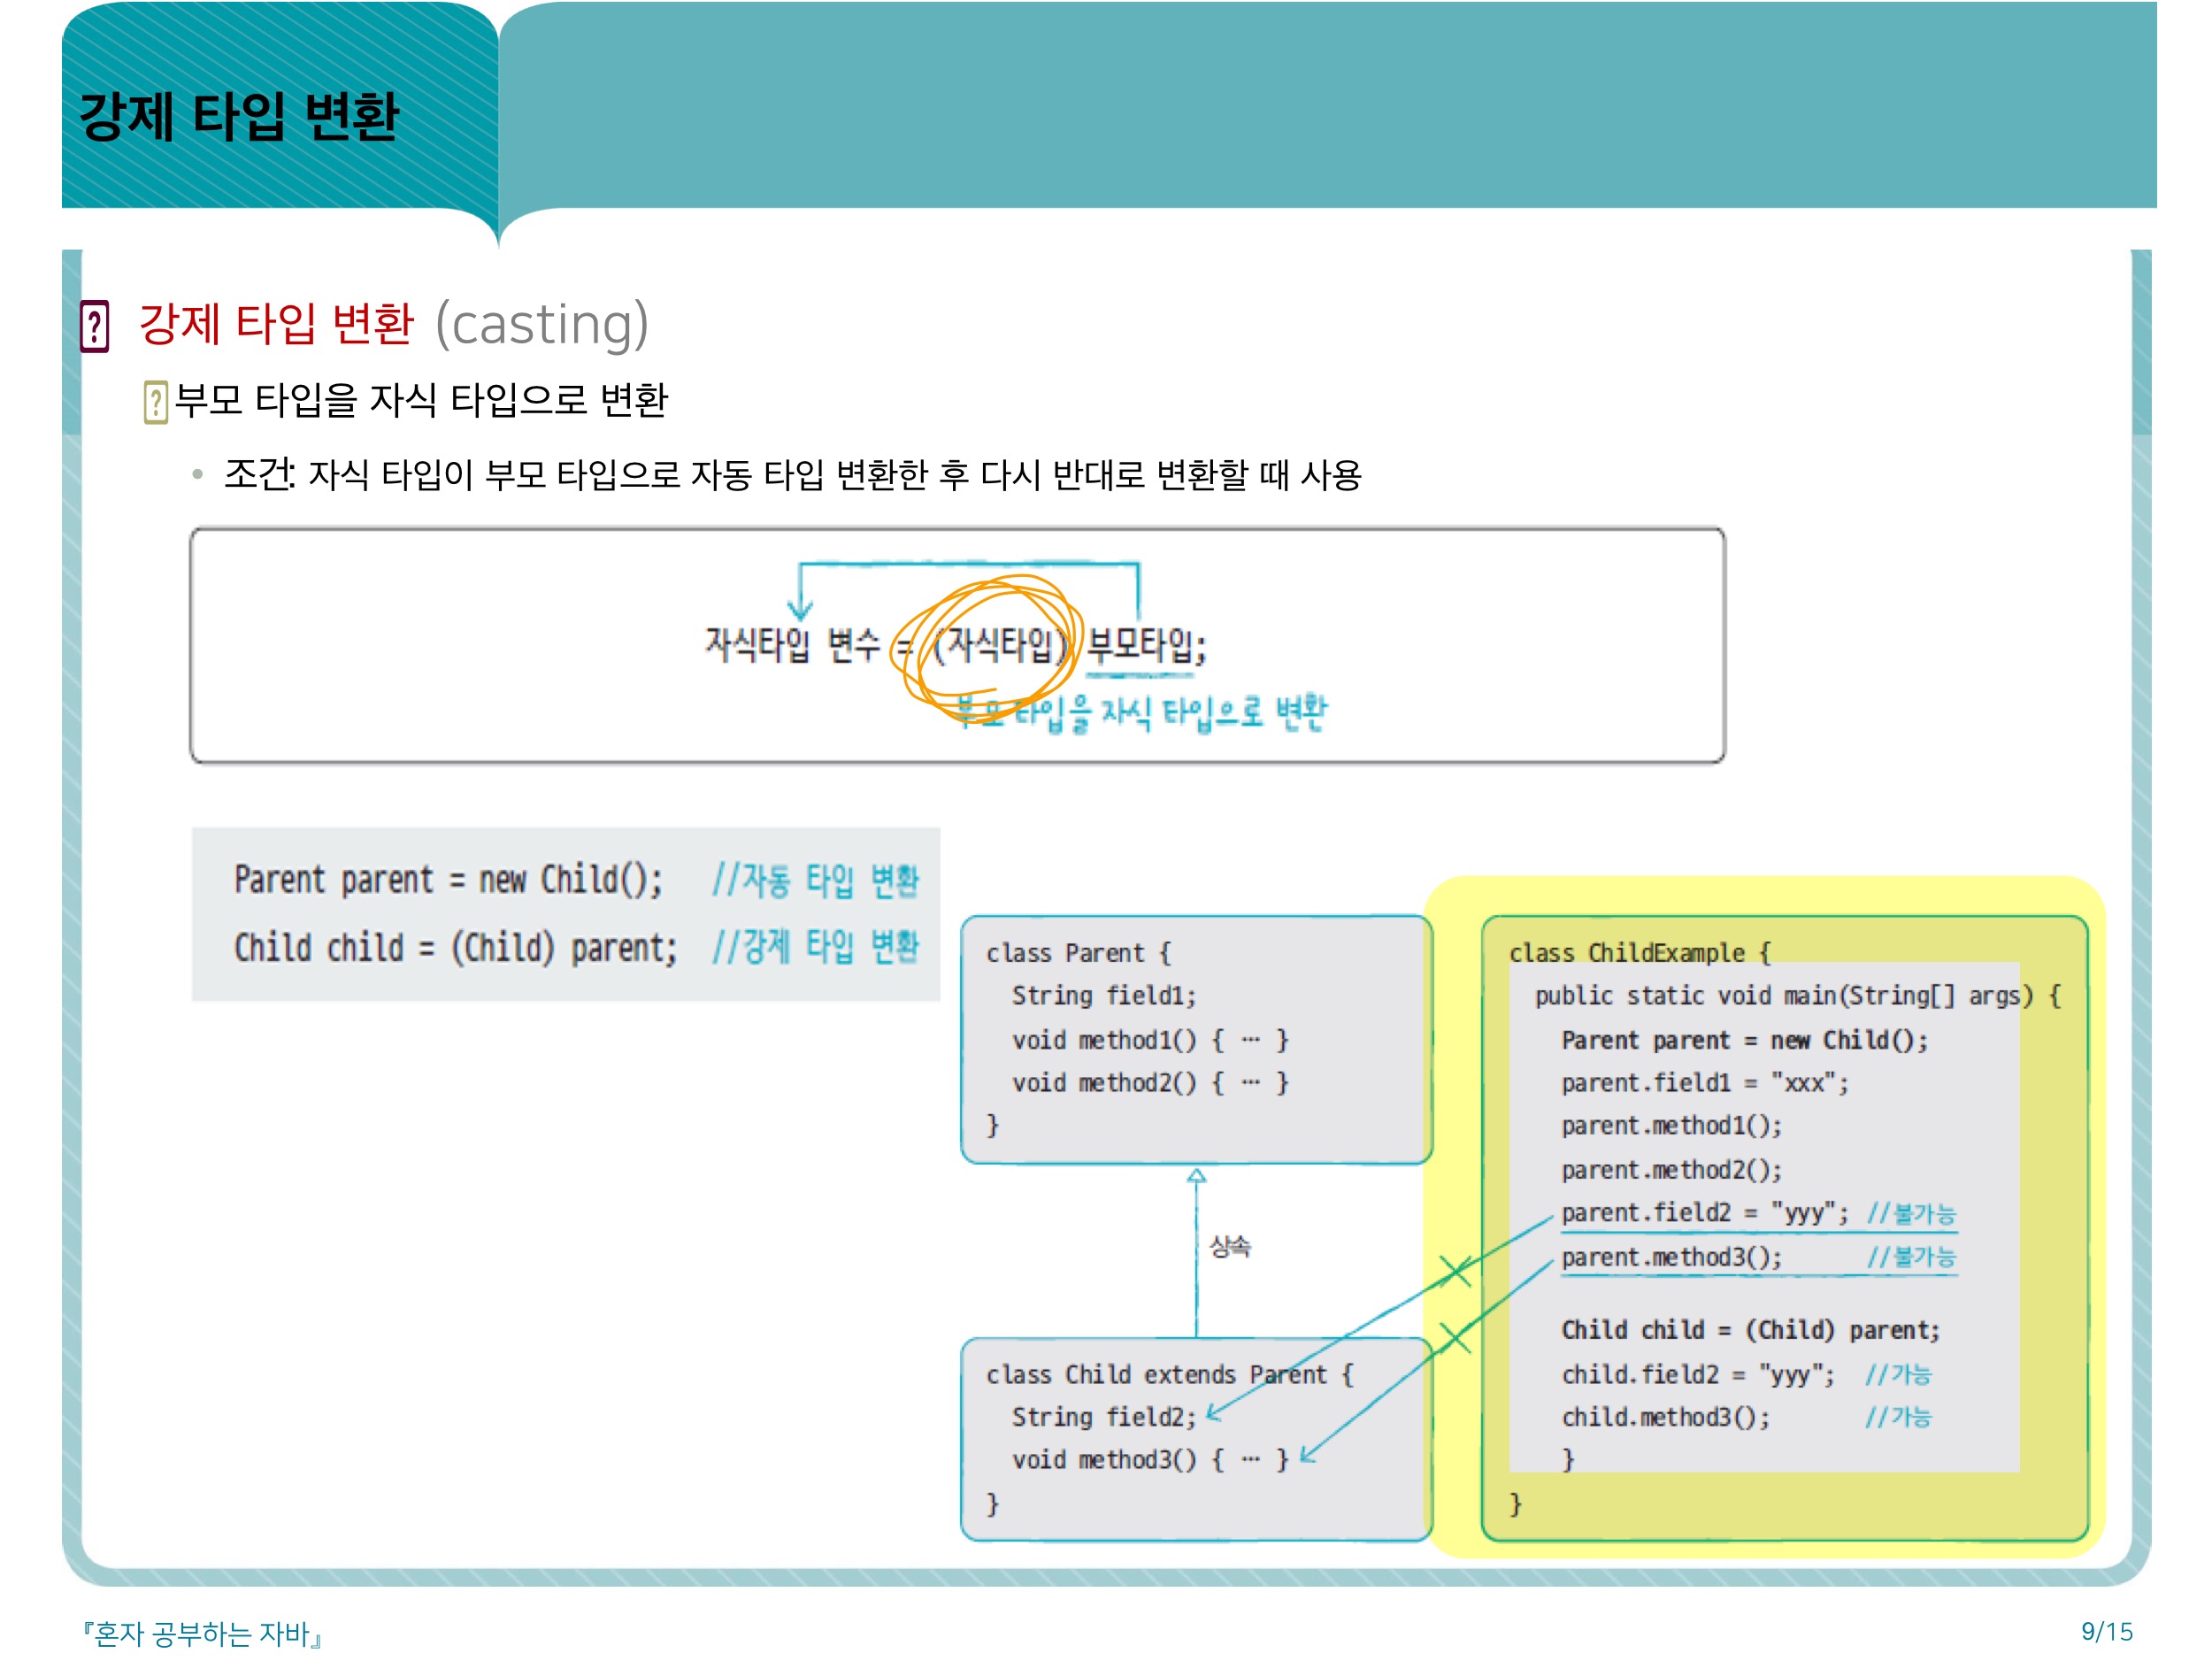 강제 타입 변환
강제 타입 변환 (casting)
부모 타입을 자식 타입으로 변환
• 조건: 자식 타입이 부모 타입으로 자동 타입 변환한 후 다시 반대로 변환할 때 사용
자식타입 변수 = (자식타입) 부모타입;
부모 타입을 자식 타입으로 변환
Parent parent = new Child(); //자동 타입 변환
Child child = (Child) parent; //강제 타입 변환
class Parent {
String field1;
void method1() { … }
void method2() { … }
}
상속
class Child extends Parent {
String field2;
void method3() { … }
}
class ChildExample {
public static void main(String[] args) {
Parent parent = new Child();
parent.field1 = "xxx";
parent.method1();
parent.method2();
parent.field2 = "yyy"; //불가능
parent.method3(); //불가능
Child child = (Child) parent;
child.field2 = "yyy"; //가능
child.method3(); //가능
}
}
『혼자 공부하는 자바』
9/15